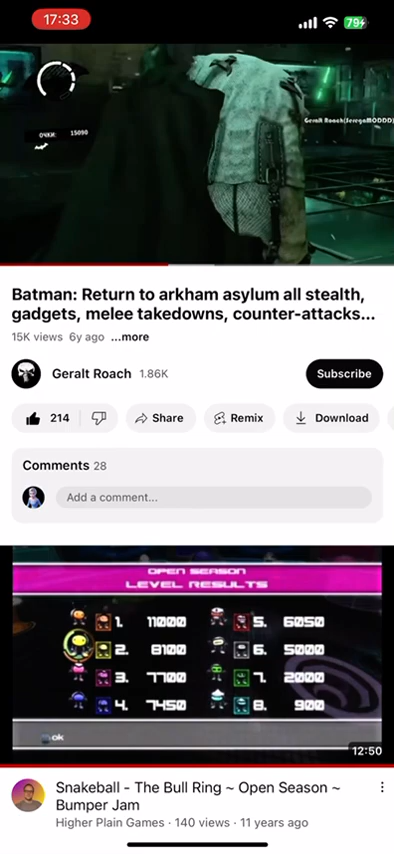 17:33
79
Geralt Roach(SeregaMODDD)
ОЧКИ: 15090
Batman: Return to arkham asylum all stealth,
gadgets, melee takedowns, counter-attacks...
15K views 6y ago ...more
Geralt Roach 1.86K
Subscribe
214
Share
Remix
Download
Comments 28
Add a comment...
OPEN SEASON
LEVEL RESULTS
1. 11000
5. 6050
2. 8100
6. 5000
3. 7700
7. 2000
4. 7450
8. 900
ok
12:50
Snakeball - The Bull Ring ~ Open Season ~
Bumper Jam
Higher Plain Games · 140 views · 11 years ago